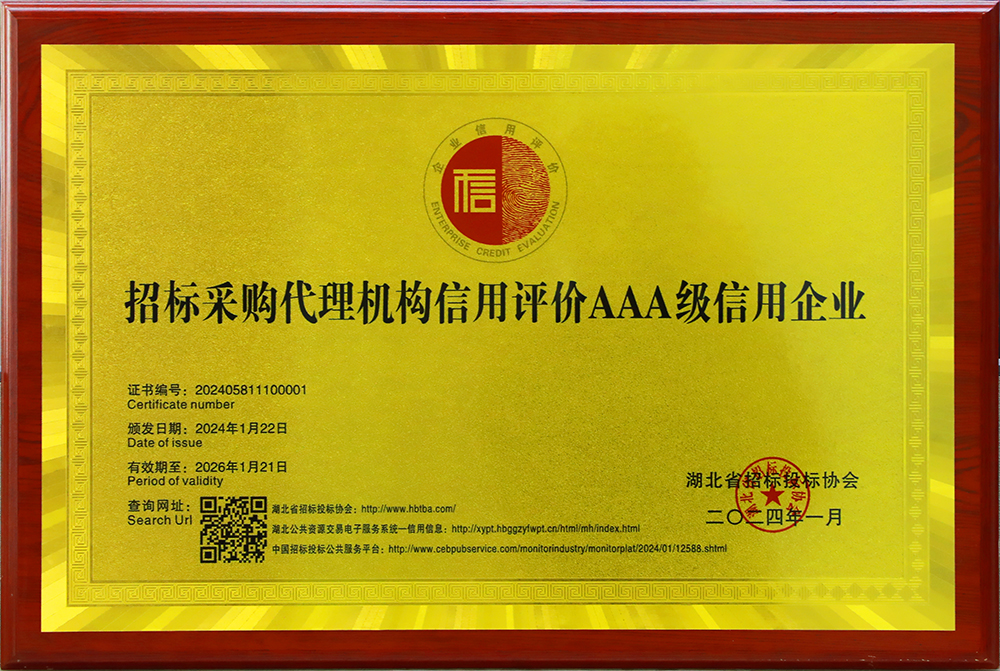 企业信用评价
信
ENTERPRISE CREDIT EVALUATION
招标采购代理机构信用评价AAA级信用企业
证书编号：202405811100001
Certificate number
颁发日期：2024年1月22日
Date of issue
有效期至：2026年1月21日
Period of validity
查询网址：
Search Url
湖北省招标投标协会：http://www.hbtba.com/
湖北公共资源交易电子服务系统一信用信息：http://xypt.hbggzyfwpt.cn/html/mh/index.html
中国招标投标公共服务平台：http://www.cebpubservice.com/monitorindustry/monitorplat/2024/01/12588.shtml
湖北省招标投标协会
二〇二四年一月